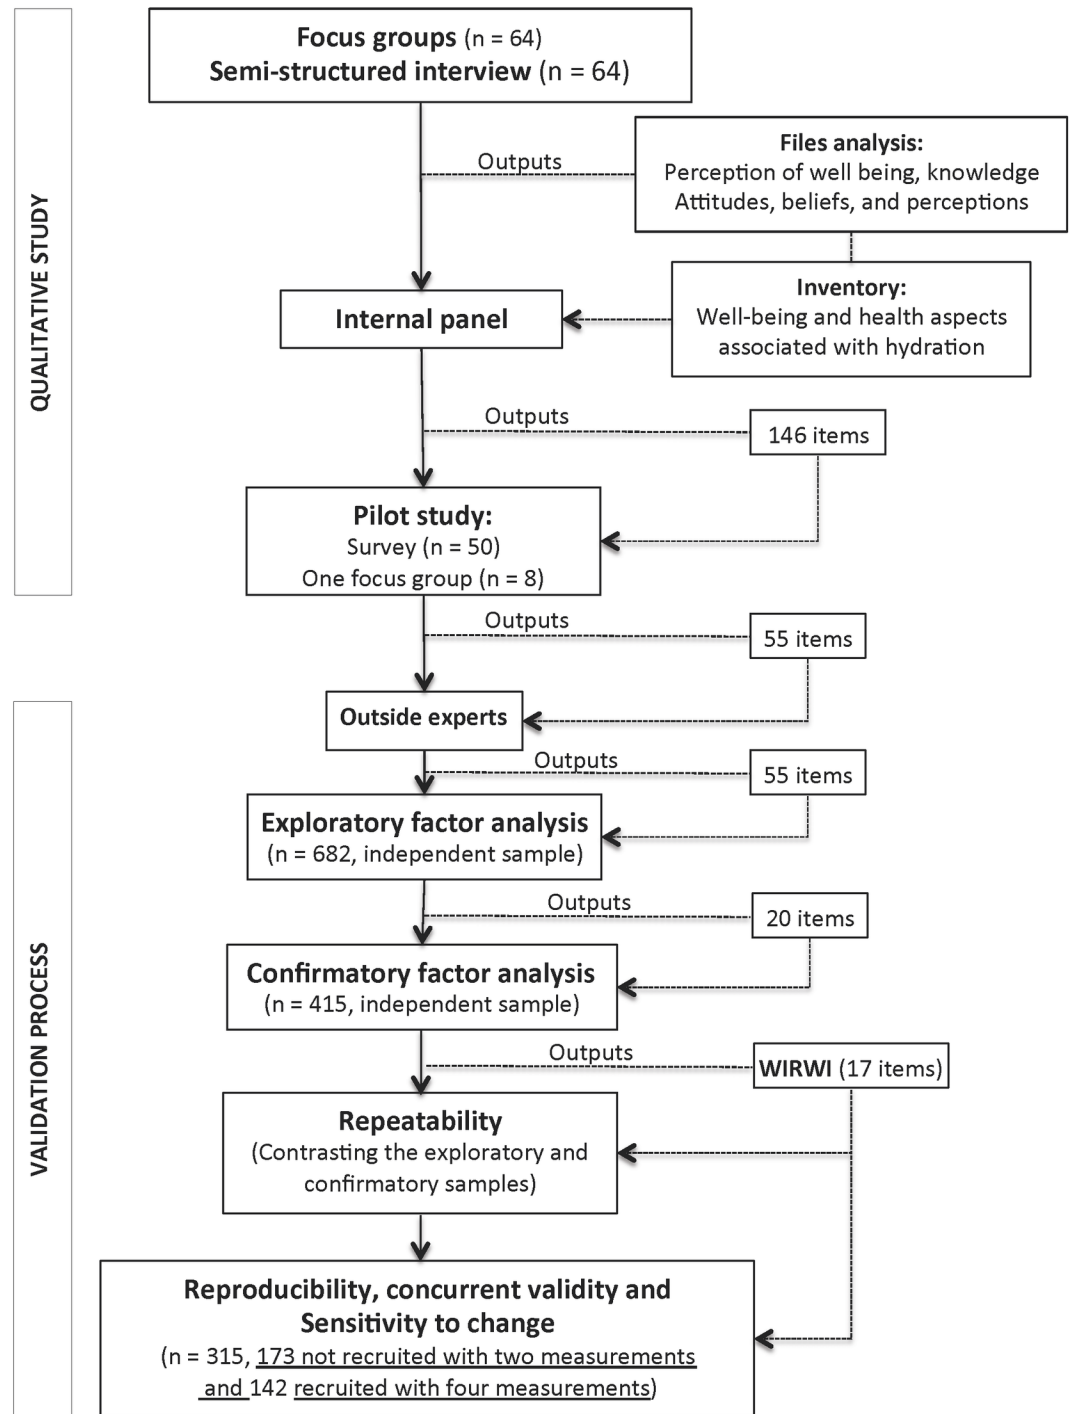 QUALITATIVE STUDY
Focus groups (n = 64)
Semi-structured interview (n = 64)
Outputs
Files analysis:
Perception of well being, knowledge
Attitudes, beliefs, and perceptions
Inventory:
Well-being and health aspects
associated with hydration
Internal panel
Outputs
146 items
Pilot study:
Survey (n = 50)
One focus group (n = 8)
Outputs
55 items
VALIDATION PROCESS
Outside experts
Outputs
55 items
Exploratory factor analysis
(n = 682, independent sample)
Outputs
20 items
Confirmatory factor analysis
(n = 415, independent sample)
Outputs
WIRWI (17 items)
Repeatability
(Contrasting the exploratory and
confirmatory samples)
Reproducibility, concurrent validity and
Sensitivity to change
(n = 315, 173 not recruited with two measurements
and 142 recruited with four measurements)